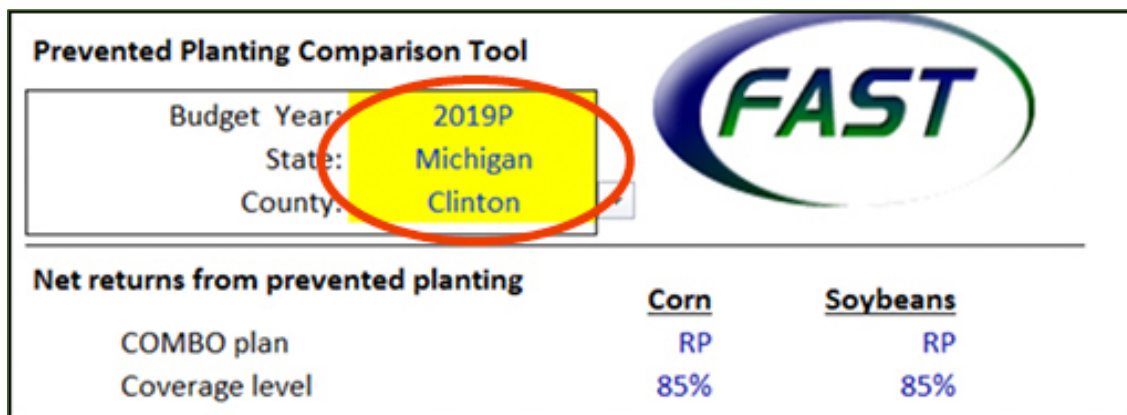 Prevented Planting Comparison Tool
FAST
Budget Year: 2019P
State: Michigan
County: Clinton
Net returns from prevented planting
Corn Soybeans
COMBO plan RP RP
Coverage level 85% 85%